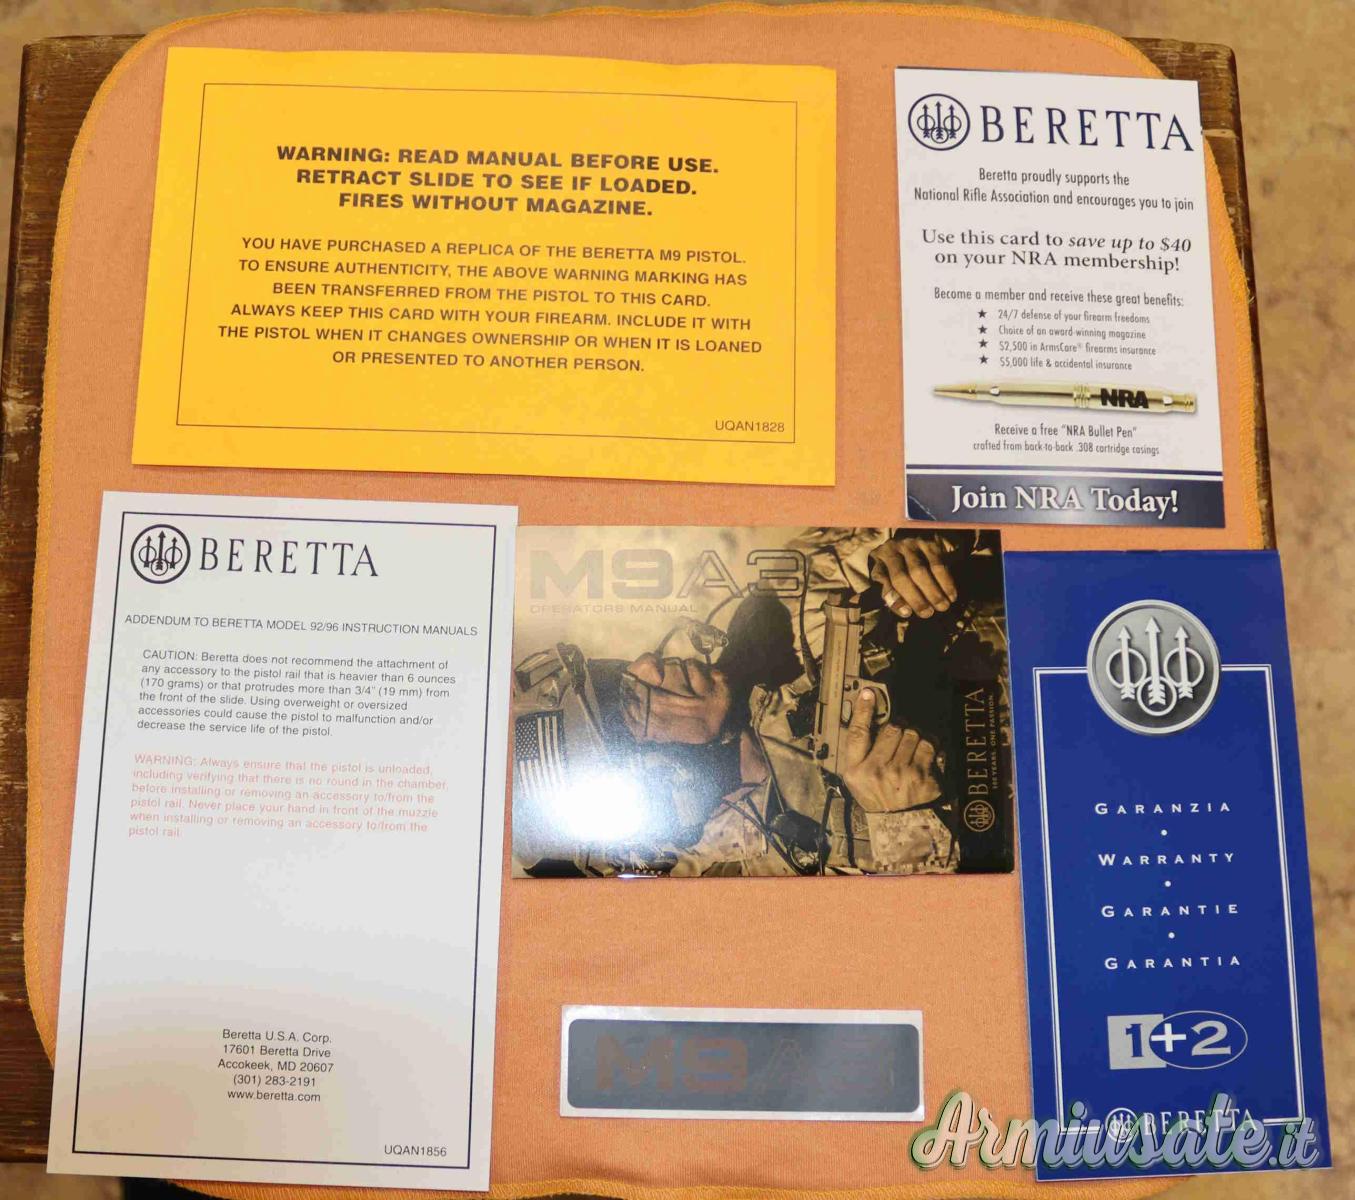 WARNING: READ MANUAL BEFORE USE.
RETRACT SLIDE TO SEE IF LOADED.
FIRES WITHOUT MAGAZINE.
YOU HAVE PURCHASED A REPLICA OF THE BERETTA M9 PISTOL.
TO ENSURE AUTHENTICITY, THE ABOVE WARNING MARKING HAS
BEEN TRANSFERRED FROM THE PISTOL TO THIS CARD.
ALWAYS KEEP THIS CARD WITH YOUR FIREARM. INCLUDE IT WITH
THE PISTOL WHEN IT CHANGES OWNERSHIP OR WHEN IT IS LOANED
OR PRESENTED TO ANOTHER PERSON.
UQAN1828
BERETTA
Beretta proudly supports the
National Rifle Association and encourages you to join
Use this card to save up to $40
on your NRA membership!
Become a member and receive these great benefits:
★ 24/7 defense of your firearm freedoms
★ Choice of an award-winning magazine
★ $2,500 in ArmsCare® firearms insurance
★ $5,000 life & accidental insurance
NRA
Receive a free "NRA Bullet Pen"
crafted from back-to-back .308 cartridge casings
Join NRA Today!
BERETTA
ADDENDUM TO BERETTA MODEL 92/96 INSTRUCTION MANUALS
CAUTION: Beretta does not recommend the attachment of
any accessory to the pistol rail that is heavier than 6 ounces
(170 grams) or that protrudes more than 3/4" (19 mm) from
the front of the slide. Using overweight or oversized
accessories could cause the pistol to malfunction and/or
decrease the service life of the pistol.
WARNING: Always ensure that the pistol is unloaded,
including verifying that there is no round in the chamber,
before installing or removing an accessory to/from the
pistol rail. Never place your hand in front of the muzzle
when installing or removing an accessory to/from the
pistol rail.
Beretta U.S.A. Corp.
17601 Beretta Drive
Accokeek, MD 20607
(301) 283-2191
www.beretta.com
UQAN1856
M9A3
OPERATORS MANUAL
BERETTA
500 YEARS. ONE PASSION.
GARANZIA
•
WARRANTY
•
GARANTIE
•
GARANTIA
1+2
BERETTA
M9A3
Armiusate.it